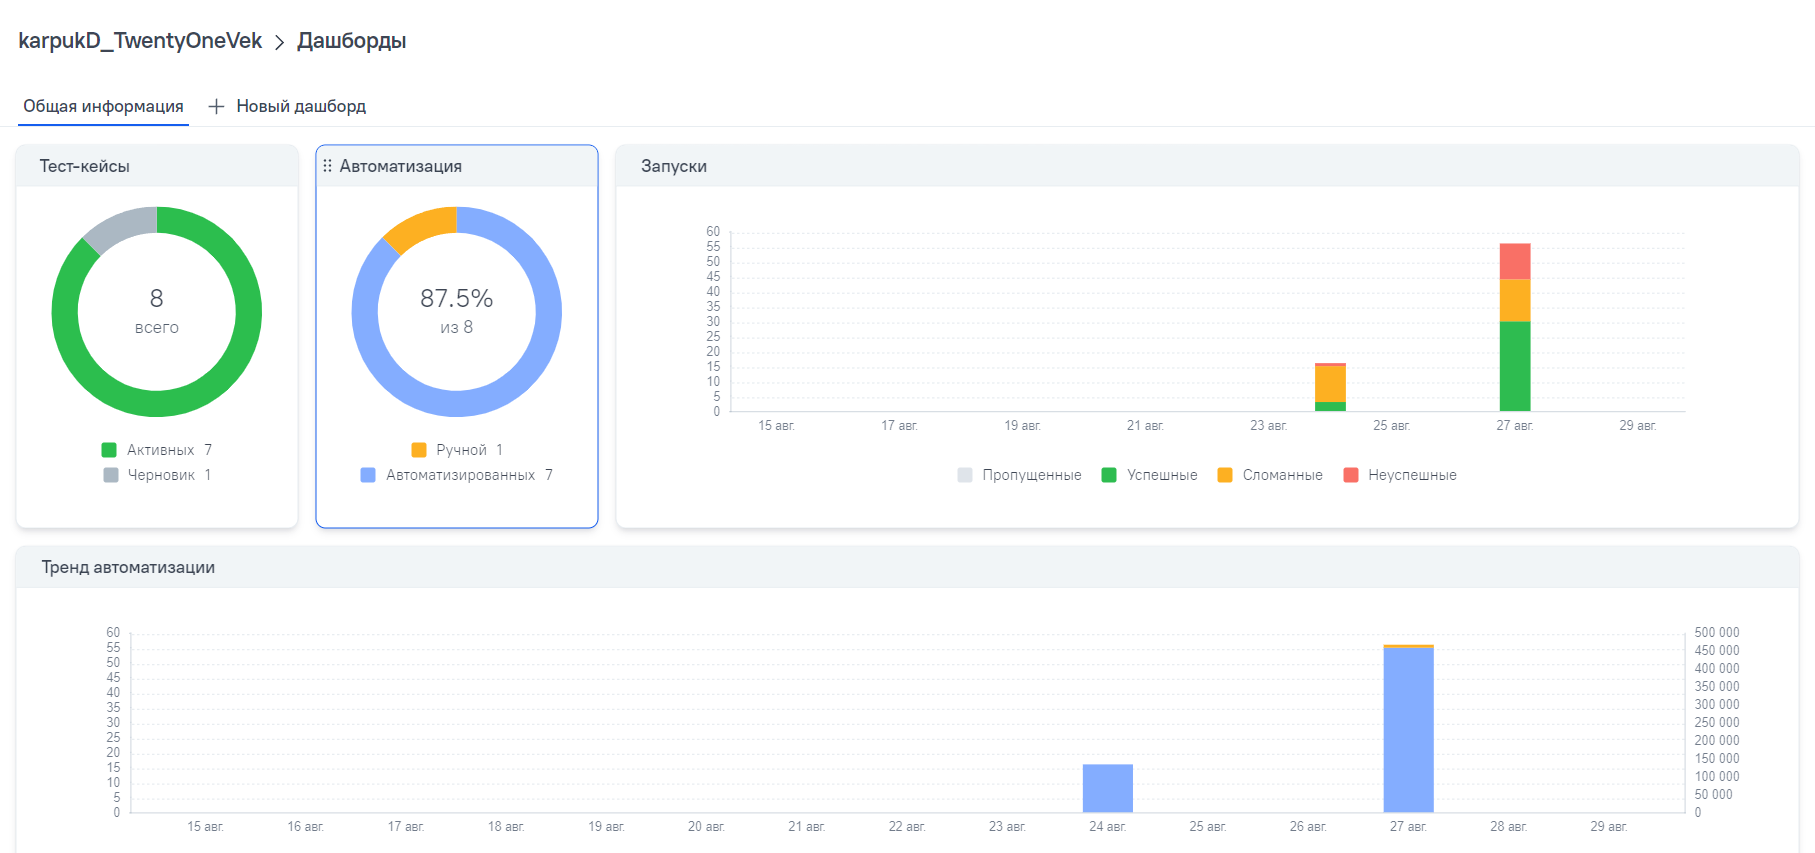 karpukD_TwentyOneVek > Дашборды
Общая информация + Новый дашборд
Тест-кейсы
8
всего
Активных 7
Черновик 1
Автоматизация
87.5%
из 8
Ручной 1
Автоматизированных 7
Запуски
60
55
50
45
40
35
30
25
20
15
10
5
0
15 авг. 17 авг. 19 авг. 21 авг. 23 авг. 25 авг. 27 авг. 29 авг.
Пропущенные Успешные Сломанные Неуспешные
Тренд автоматизации
60
55
50
45
40
35
30
25
20
15
10
5
0
500 000
450 000
400 000
350 000
300 000
250 000
200 000
150 000
100 000
50 000
0
15 авг. 16 авг. 17 авг. 18 авг. 19 авг. 20 авг. 21 авг. 22 авг. 23 авг. 24 авг. 25 авг. 26 авг. 27 авг. 28 авг. 29 авг.